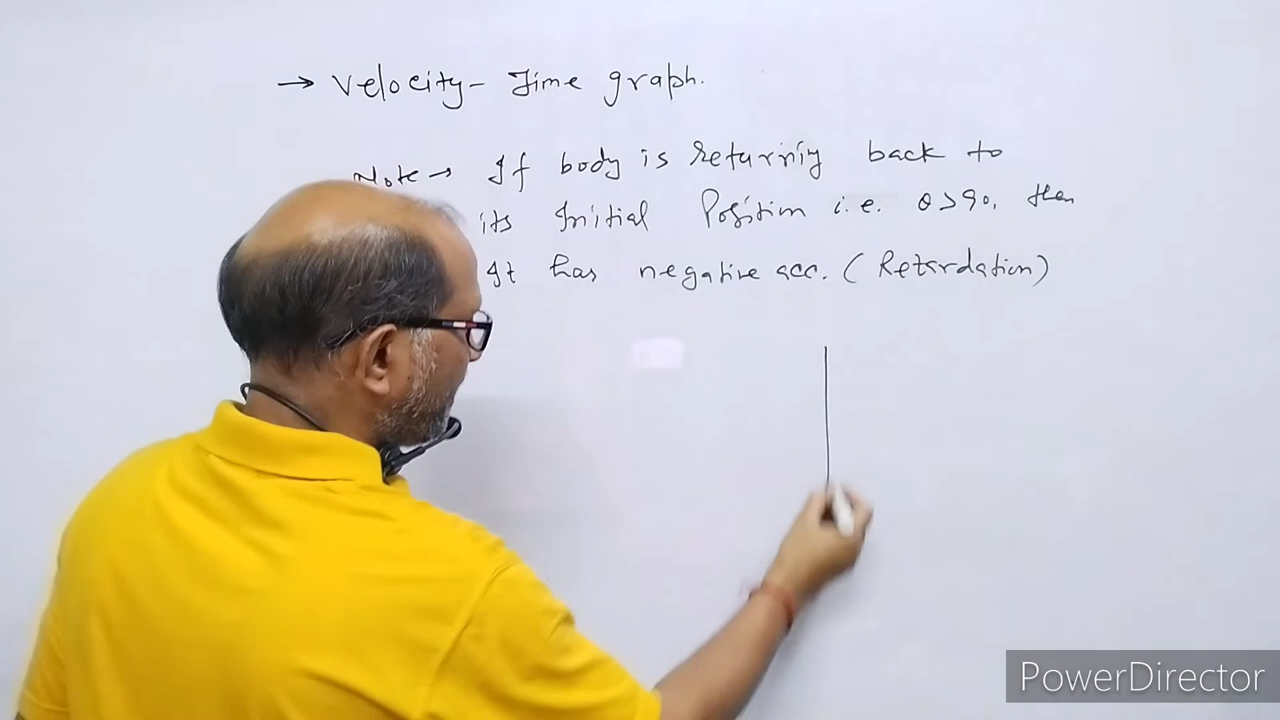 → Velocity - Time graph.
Note → If body is returning back to
its Initial Position i.e. θ>90, then
It has negative acc. (Retardation)
PowerDirector